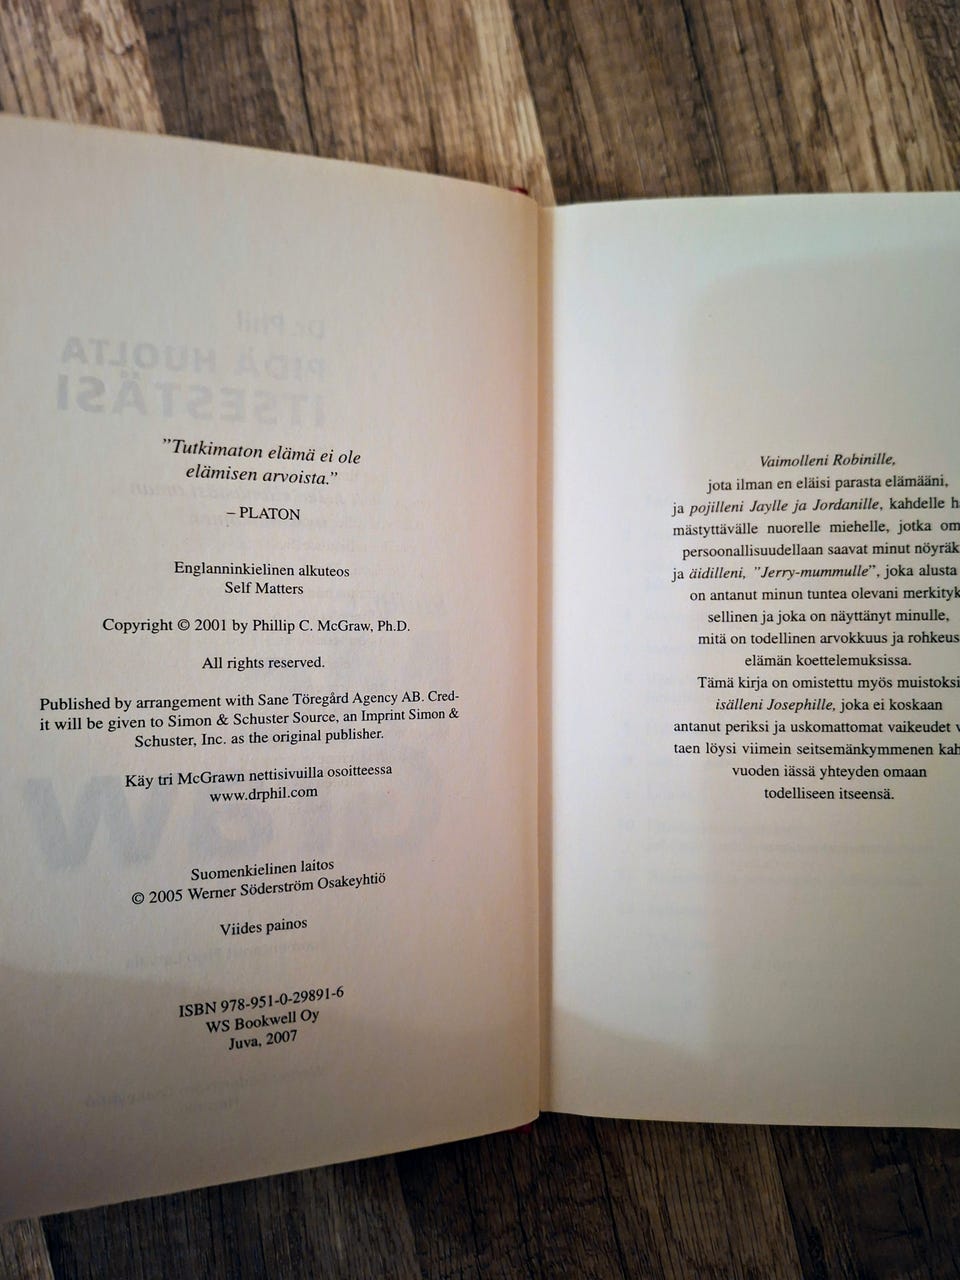 "Tutkimaton elämä ei ole
elämisen arvoista."
– PLATON
Englanninkielinen alkuteos
Self Matters
Copyright © 2001 by Phillip C. McGraw, Ph.D.
All rights reserved.
Published by arrangement with Sane Töregård Agency AB. Cred-
it will be given to Simon & Schuster Source, an Imprint Simon &
Schuster, Inc. as the original publisher.
Käy tri McGrawn nettisivuilla osoitteessa
www.drphil.com
Suomenkielinen laitos
© 2005 Werner Söderström Osakeyhtiö
Viides painos
ISBN 978-951-0-29891-6
WS Bookwell Oy
Juva, 2007
Vaimolleni Robinille,
jota ilman en eläisi parasta elämääni,
ja pojilleni Jaylle ja Jordanille, kahdelle h
mästyttävälle nuorelle miehelle, jotka om
persoonallisuudellaan saavat minut nöyräk
ja äidilleni, "Jerry-mummulle", joka alusta
on antanut minun tuntea olevani merkityk
sellinen ja joka on näyttänyt minulle,
mitä on todellinen arvokkuus ja rohkeus
elämän koettelemuksissa.
Tämä kirja on omistettu myös muistoksi
isälleni Josephille, joka ei koskaan
antanut periksi ja uskomattomat vaikeudet v
taen löysi viimein seitsemänkymmenen kah
vuoden iässä yhteyden omaan
todelliseen itseensä.